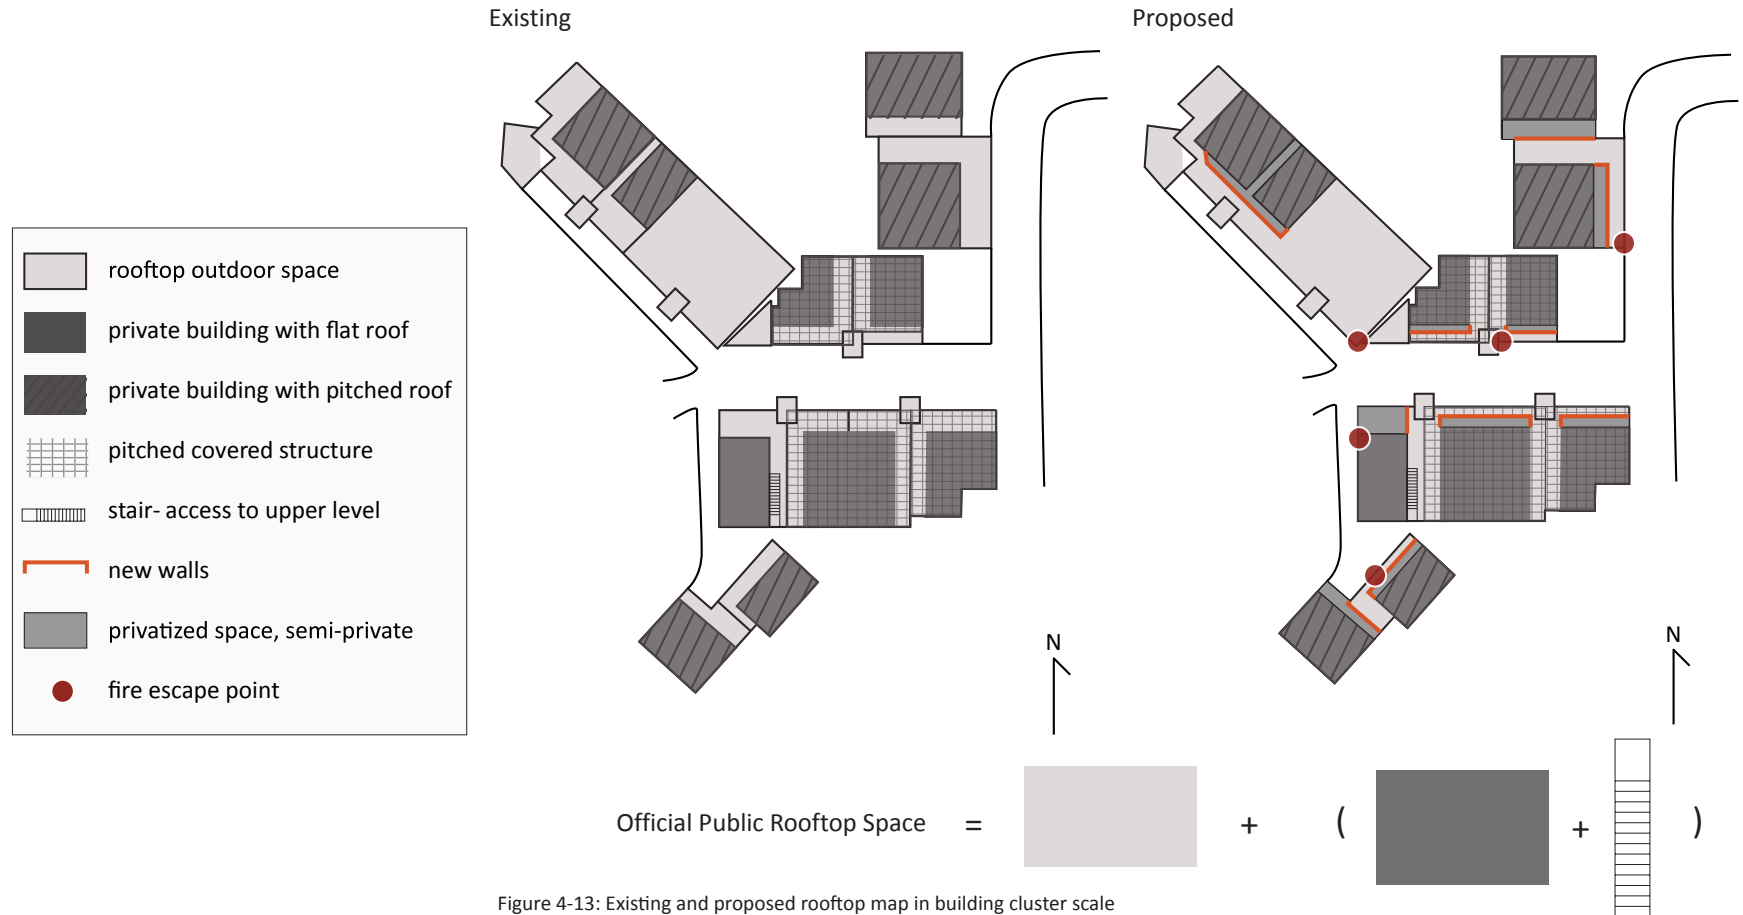 Existing
Proposed
rooftop outdoor space
private building with flat roof
private building with pitched roof
pitched covered structure
stair- access to upper level
new walls
privatized space, semi-private
fire escape point
N
N
Official Public Rooftop Space = + ( + )
Figure 4-13: Existing and proposed rooftop map in building cluster scale